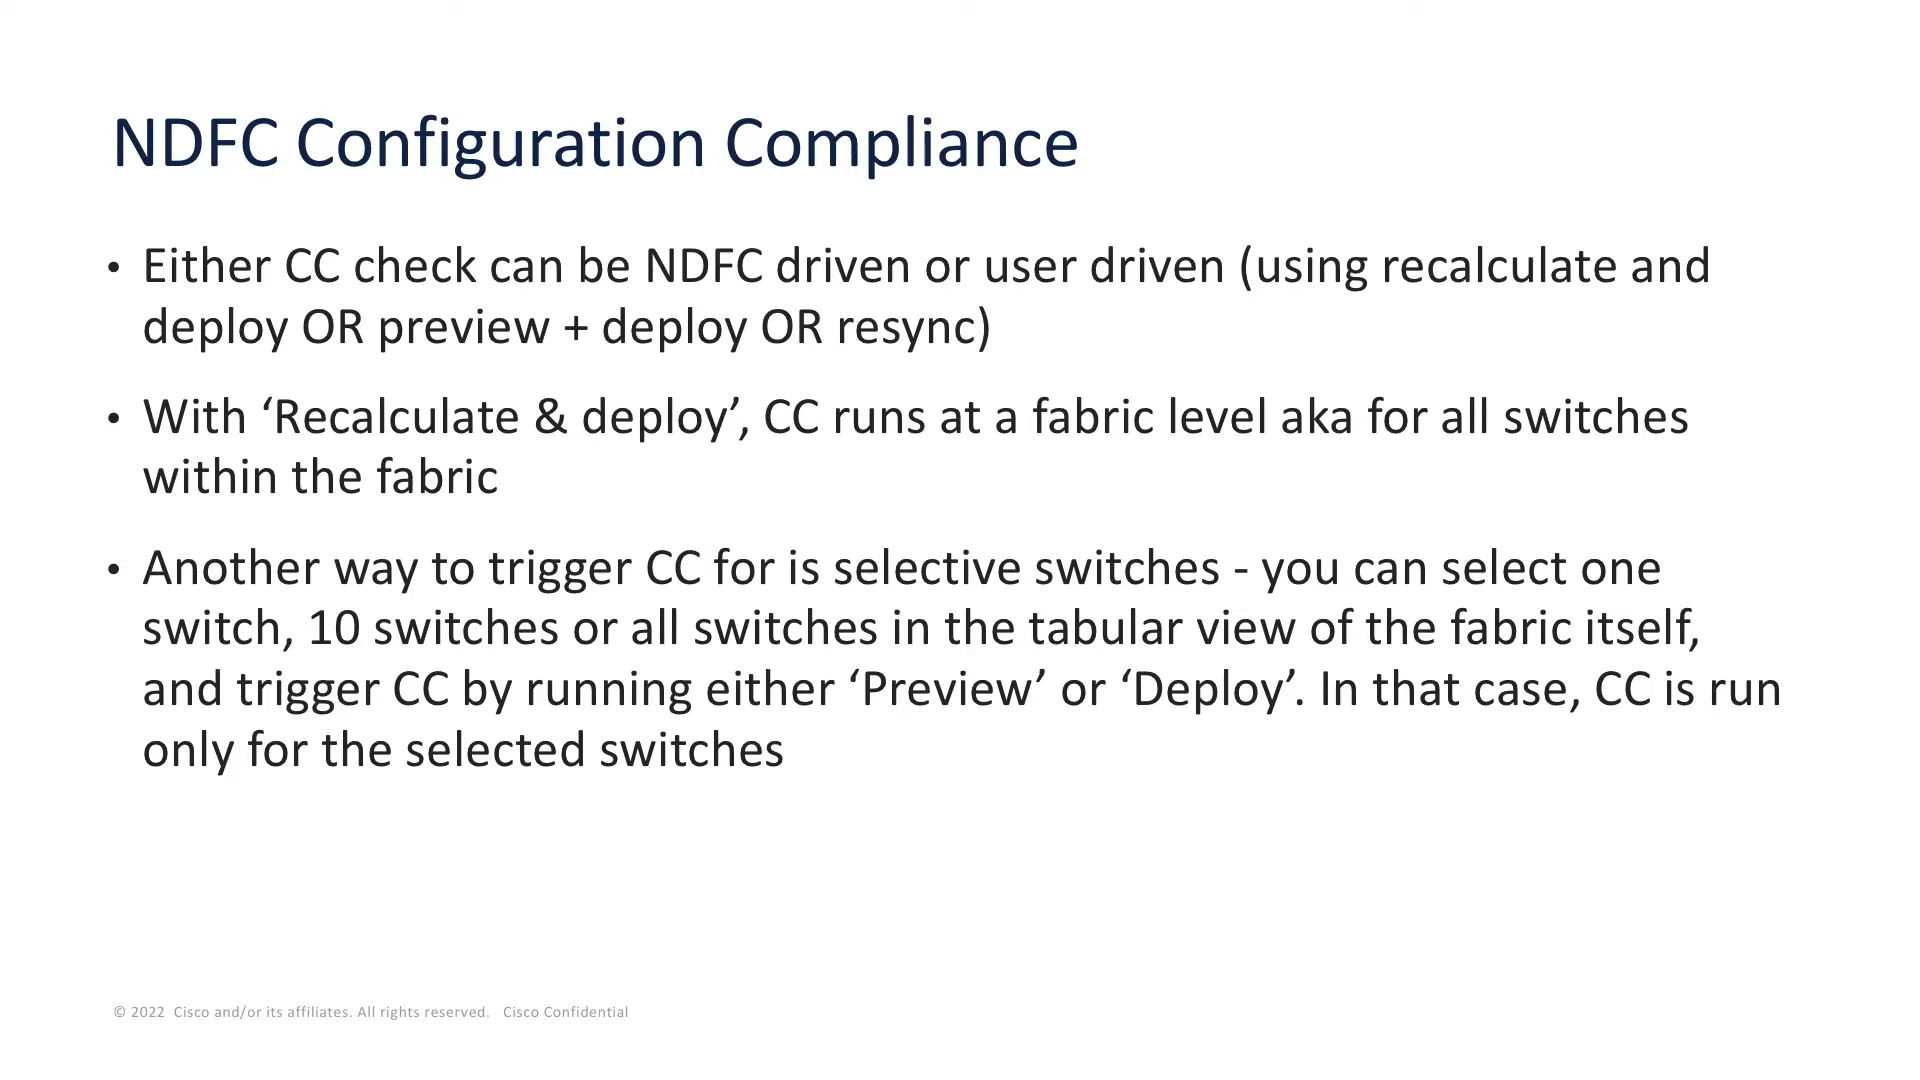 NDFC Configuration Compliance
• Either CC check can be NDFC driven or user driven (using recalculate and
deploy OR preview + deploy OR resync)
• With ‘Recalculate & deploy’, CC runs at a fabric level aka for all switches
within the fabric
• Another way to trigger CC for is selective switches - you can select one
switch, 10 switches or all switches in the tabular view of the fabric itself,
and trigger CC by running either ‘Preview’ or ‘Deploy’. In that case, CC is run
only for the selected switches
© 2022 Cisco and/or its affiliates. All rights reserved. Cisco Confidential